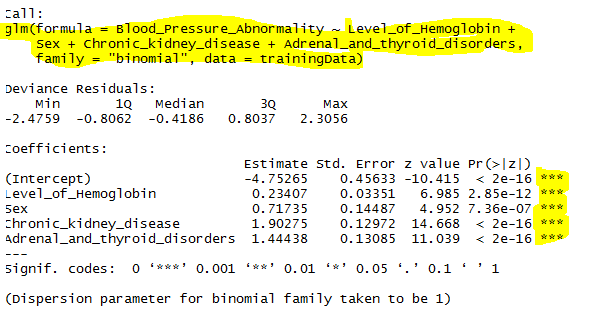 Call:
glm(formula = Blood_Pressure_Abnormality ~ Level_of_Hemoglobin +
    Sex + Chronic_kidney_disease + Adrenal_and_thyroid_disorders,
    family = "binomial", data = trainingData)
Deviance Residuals:
    Min      1Q  Median      3Q     Max
-2.4759 -0.8062 -0.4186  0.8037  2.3056
Coefficients:
                              Estimate Std. Error z value Pr(>|z|)
(Intercept)                   -4.75265    0.45633 -10.415  < 2e-16 ***
Level_of_Hemoglobin            0.23407    0.03351   6.985 2.85e-12 ***
Sex                            0.71735    0.14487   4.952 7.36e-07 ***
Chronic_kidney_disease         1.90275    0.12972  14.668  < 2e-16 ***
Adrenal_and_thyroid_disorders  1.44438    0.13085  11.039  < 2e-16 ***
---
Signif. codes:  0 ‘***’ 0.001 ‘**’ 0.01 ‘*’ 0.05 ‘.’ 0.1 ‘ ’ 1
(Dispersion parameter for binomial family taken to be 1)